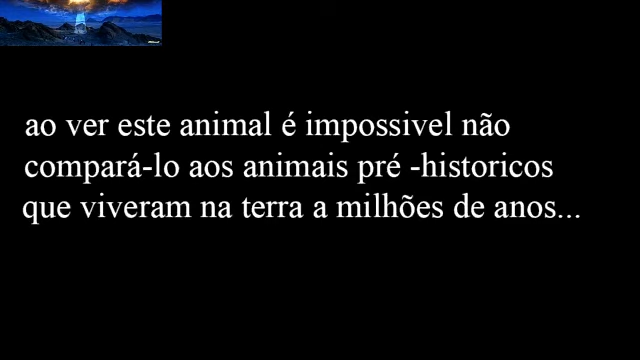 ao ver este animal é impossivel não
compará-lo aos animais pré -historicos
que viveram na terra a milhões de anos...